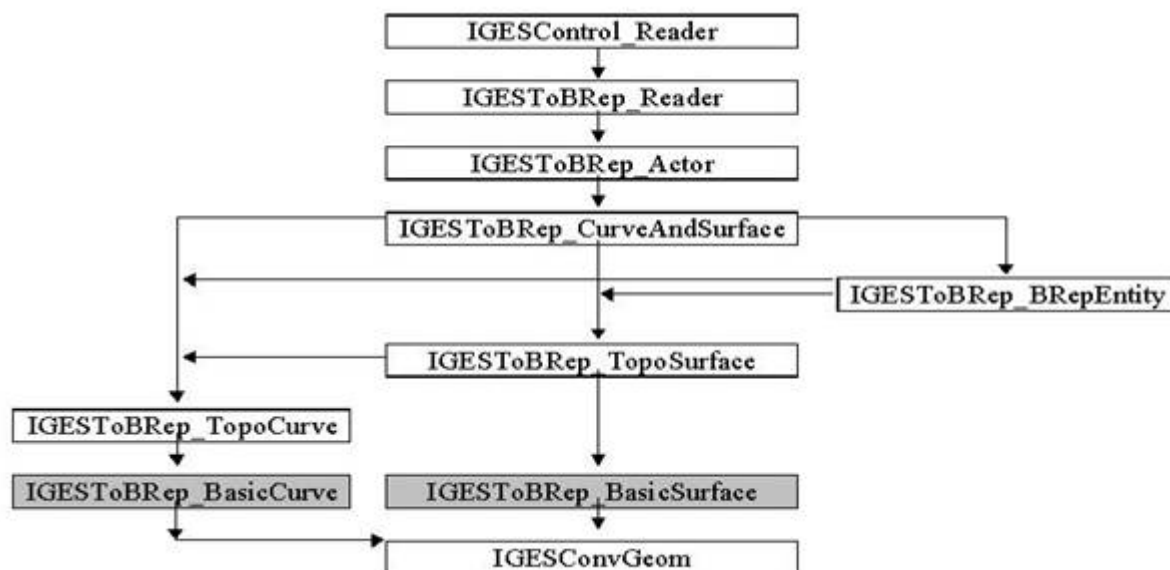 IGESControl_Reader
IGESToBRep_Reader
IGESToBRep_Actor
IGESToBRep_CurveAndSurface
IGESToBRep_BRepEntity
IGESToBRep_TopoSurface
IGESToBRep_TopoCurve
IGESToBRep_BasicCurve
IGESToBRep_BasicSurface
IGESConvGeom